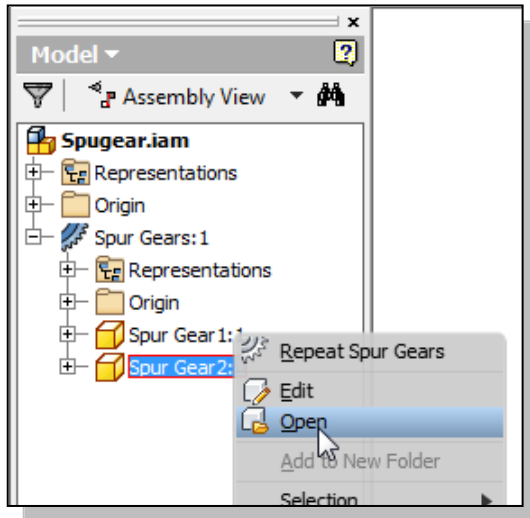 Model
Assembly View
Spugear.iam
Representations
Origin
Spur Gears:1
Representations
Origin
Spur Gear1:1
Spur Gear2:
Repeat Spur Gears
Edit
Open
Add to New Folder
Selection